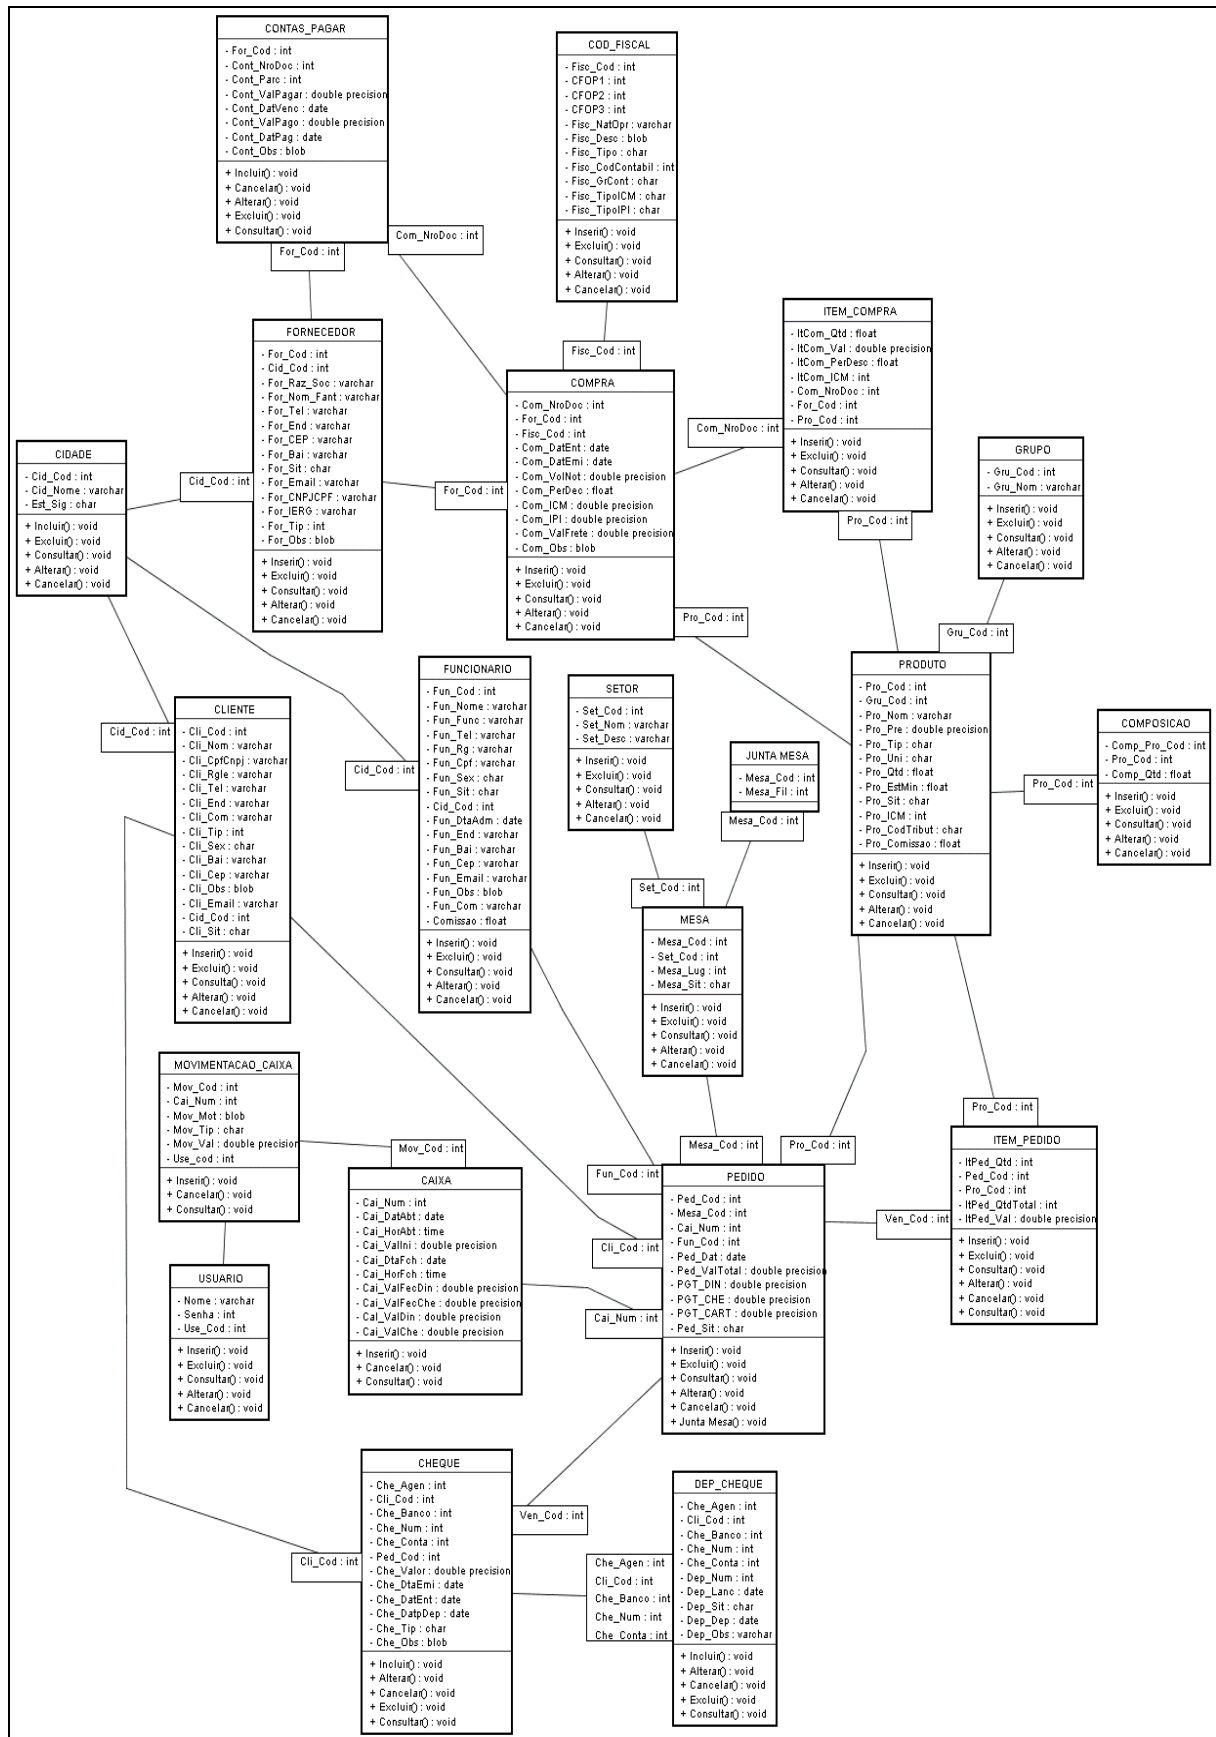 CONTAS_PAGAR
- For_Cod : int
- Cont_NroDoc : int
- Cont_Parc : int
- Cont_ValPagar : double precision
- Cont_DatVenc : date
- Cont_ValPago : double precision
- Cont_DatPag : date
- Cont_Obs : blob
+ Incluir() : void
+ Cancelar() : void
+ Alterer() : void
+ Excluir() : void
+ Consultar() : void
For_Cod : int
Com_NroDoc : int
COD_FISCAL
- Fisc_Cod : int
- CFOP1 : int
- CFOP2 : int
- CFOP3 : int
- Fisc_NatOpr : varchar
- Fisc_Desc : blob
- Fisc_Tipo : char
- Fisc_CodContabil : int
- Fisc_GrCont : char
- Fisc_TipoICM : char
- Fisc_TipoIPI : char
+ Inserir() : void
+ Excluir() : void
+ Consultar() : void
+ Alterar() : void
+ Cancelar() : void
Fisc_Cod : int
FORNECEDOR
- For_Cod : int
- Cid_Cod : int
- For_Raz_Soc : varchar
- For_Nom_Fant : varchar
- For_Tel : varchar
- For_End : varchar
- For_CEP : varchar
- For_Bai : varchar
- For_Sit : char
- For_Email : varchar
- For_CNPJCPF : varchar
- For_IERG : varchar
- For_Tip : int
- For_Obs : blob
+ Inserir() : void
+ Excluir() : void
+ Consultar() : void
+ Alterar() : void
+ Cancelar() : void
COMPRA
- Com_NroDoc : int
- For_Cod : int
- Fisc_Cod : int
- Com_DatEnt : date
- Com_DatEmi : date
- Com_VolNot : double precision
- Com_PerDec : float
- Com_ICM : double precision
- Com_IPI : double precision
- Com_ValFrete : double precision
- Com_Obs : blob
+ Inserir() : void
+ Excluir() : void
+ Consultar() : void
+ Alterar() : void
+ Cancelar() : void
For_Cod : int
Com_NroDoc : int
Pro_Cod : int
ITEM_COMPRA
- ItCom_Qtd : float
- ItCom_Val : double precision
- ItCom_PerDesc : float
- ItCom_ICM : int
- Com_NroDoc : int
- For_Cod : int
- Pro_Cod : int
+ Inserir() : void
+ Excluir() : void
+ Consultar() : void
+ Alterar() : void
+ Cancelar() : void
Pro_Cod : int
GRUPO
- Gru_Cod : int
- Gru_Nom : varchar
+ Inserir() : void
+ Excluir() : void
+ Consultar() : void
+ Alterar() : void
+ Cancelar() : void
Gru_Cod : int
CIDADE
- Cid_Cod : int
- Cid_Nome : varchar
- Est_Sig : char
+ Incluir() : void
+ Excluir() : void
+ Consultar() : void
+ Alterar() : void
+ Cancelar() : void
Cid_Cod : int
Cid_Cod : int
Cid_Cod : int
CLIENTE
- Cli_Cod : int
- Cli_Nom : varchar
- Cli_CpfCnpj : varchar
- Cli_RgIe : varchar
- Cli_Tel : varchar
- Cli_End : varchar
- Cli_Com : varchar
- Cli_Tip : int
- Cli_Sex : char
- Cli_Bai : varchar
- Cli_Cep : varchar
- Cli_Obs : blob
- Cli_Email : varchar
- Cid_Cod : int
- Cli_Sit : char
+ Inserir() : void
+ Excluir() : void
+ Consulta() : void
+ Alterar() : void
+ Cancelar() : void
FUNCIONARIO
- Fun_Cod : int
- Fun_Nome : varchar
- Fun_Func : varchar
- Fun_Tel : varchar
- Fun_Rg : varchar
- Fun_Cpf : varchar
- Fun_Sex : char
- Fun_Sit : char
- Cid_Cod : int
- Fun_DtaAdm : date
- Fun_End : varchar
- Fun_Bai : varchar
- Fun_Cep : varchar
- Fun_Email : varchar
- Fun_Obs : blob
- Fun_Com : varchar
- Comissao : float
+ Inserir() : void
+ Excluir() : void
+ Consultar() : void
+ Alterar() : void
+ Cancelar() : void
SETOR
- Set_Cod : int
- Set_Nom : varchar
- Set_Desc : varchar
+ Inserir() : void
+ Excluir() : void
+ Consultar() : void
+ Alterar() : void
+ Cancelar() : void
JUNTA MESA
- Mesa_Cod : int
- Mesa_Fil : int
Mesa_Cod : int
Set_Cod : int
MESA
- Mesa_Cod : int
- Set_Cod : int
- Mesa_Lug : int
- Mesa_Sit : char
+ Inserir() : void
+ Excluir() : void
+ Consultar() : void
+ Alterar() : void
+ Cancelar() : void
PRODUTO
- Pro_Cod : int
- Gru_Cod : int
- Pro_Nom : varchar
- Pro_Pre : double precision
- Pro_Tip : char
- Pro_Uni : char
- Pro_Qtd : float
- Pro_EstMin : float
- Pro_Sit : char
- Pro_ICM : int
- Pro_CodTribut : char
- Pro_Comissao : float
+ Inserir() : void
+ Excluir() : void
+ Consultar() : void
+ Alterar() : void
+ Cancelar() : void
Pro_Cod : int
COMPOSICAO
- Comp_Pro_Cod : int
- Pro_Cod : int
- Comp_Qtd : float
+ Inserir() : void
+ Excluir() : void
+ Consultar() : void
+ Alterar() : void
+ Cancelar() : void
MOVIMENTACAO_CAIXA
- Mov_Cod : int
- Cai_Num : int
- Mov_Mot : blob
- Mov_Tip : char
- Mov_Val : double precision
- Use_cod : int
+ Inserir() : void
+ Cancelar() : void
+ Consultar() : void
Mov_Cod : int
CAIXA
- Cai_Num : int
- Cai_DatAbt : date
- Cai_HorAbt : time
- Cai_ValIni : double precision
- Cai_DtaFch : date
- Cai_HorFch : time
- Cai_ValFecDin : double precision
- Cai_ValFecChe : double precision
- Cal_ValDin : double precision
- Cai_ValChe : double precision
+ Inserir() : void
+ Cancelar() : void
+ Consultar() : void
USUARIO
- Nome : varchar
- Senha : int
- Use_Cod : int
+ Inserir() : void
+ Excluir() : void
+ Consultar() : void
+ Alterar() : void
+ Cancelar() : void
Mesa_Cod : int
Pro_Cod : int
Fun_Cod : int
Cli_Cod : int
Cai_Num : int
PEDIDO
- Ped_Cod : int
- Mesa_Cod : int
- Cai_Num : int
- Fun_Cod : int
- Ped_Dat : date
- Ped_ValTotal : double precision
- PGT_DIN : double precision
- PGT_CHE : double precision
- PGT_CART : double precision
- Ped_Sit : char
+ Inserir() : void
+ Excluir() : void
+ Consultar() : void
+ Alterar() : void
+ Cancelar() : void
+ Junta Mesa() : void
Pro_Cod : int
Ven_Cod : int
ITEM_PEDIDO
- ItPed_Qtd : int
- Ped_Cod : int
- Pro_Cod : int
- ItPed_QtdTotal : int
- ItPed_Val : double precision
+ Inserir() : void
+ Excluir() : void
+ Consultar() : void
+ Alterar() : void
+ Cancelar() : void
+ Consultar() : void
CHEQUE
- Che_Agen : int
- Cli_Cod : int
- Che_Banco : int
- Che_Num : int
- Che_Conta : int
- Ped_Cod : int
- Che_Valor : double precision
- Che_DtaEmi : date
- Che_DatEnt : date
- Che_DatpDep : date
- Che_Tip : char
- Che_Obs : blob
+ Incluir() : void
+ Alterar() : void
+ Cancelar() : void
+ Excluir() : void
+ Consultar() : void
Cli_Cod : int
Ven_Cod : int
Che_Agen : int
Cli_Cod : int
Che_Banco : int
Che_Num : int
Che_Conta : int
DEP_CHEQUE
- Che_Agen : int
- Cli_Cod : int
- Che_Banco : int
- Che_Num : int
- Che_Conta : int
- Dep_Num : int
- Dep_Lanc : date
- Dep_Sit : char
- Dep_Dep : date
- Dep_Obs : varchar
+ Incluir() : void
+ Alterar() : void
+ Cancelar() : void
+ Excluir() : void
+ Consultar() : void